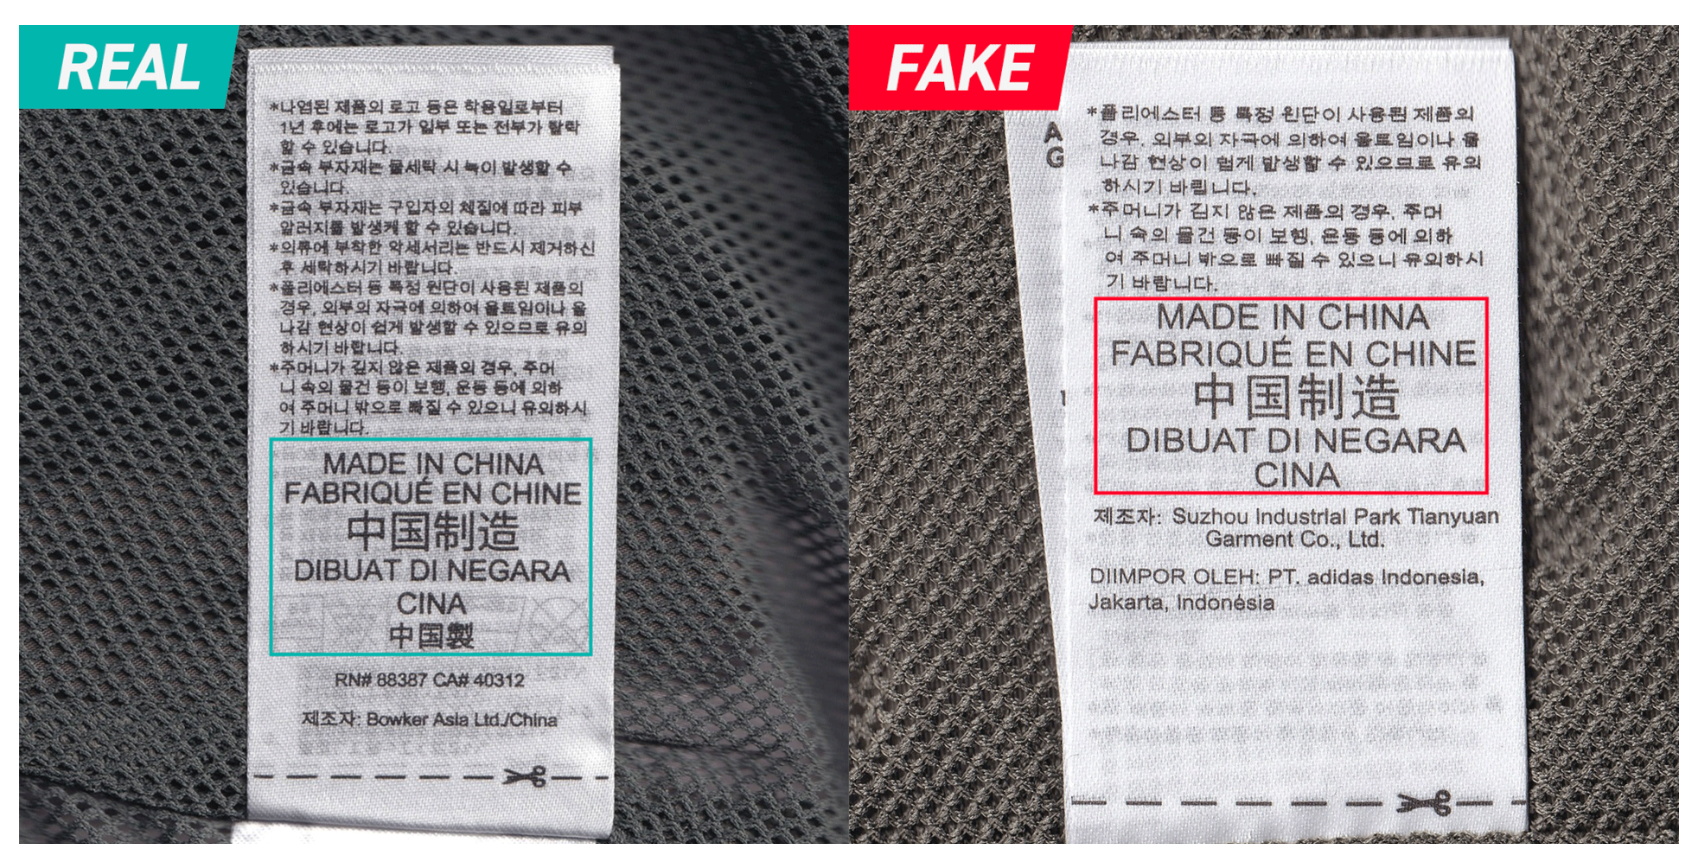 REAL
*나염된 제품의 로고 등은 착용일로부터
1년 후에는 로고가 일부 또는 전부가 탈락
할 수 있습니다.
*금속 부자재는 물세탁 시 녹이 발생할 수
있습니다.
*금속 부자재는 구입자의 체질에 따라 피부
알러지를 발생케 할 수 있습니다.
*의류에 부착한 악세서리는 반드시 제거하신
후 세탁하시기 바랍니다.
*폴리에스터 등 특정 원단이 사용된 제품의
경우, 외부의 자극에 의하여 올트임이나 올
나감 현상이 쉽게 발생할 수 있으므로 유의
하시기 바랍니다.
*주머니가 깊지 않은 제품의 경우, 주머
니 속의 물건 등이 보행, 운동 등에 의하
여 주머니 밖으로 빠질 수 있으니 유의하시
기 바랍니다.
MADE IN CHINA
FABRIQUÉ EN CHINE
中国制造
DIBUAT DI NEGARA
CINA
中国製
RN# 88387 CA# 40312
제조자: Bowker Asia Ltd./China
FAKE
A
G
*폴리에스터 통 특정 원단이 사용된 제품의
경우, 외부의 자극에 의하여 올트임이나 올
나감 현상이 쉽게 발생할 수 있으므로 유의
하시기 바랍니다.
*주머니가 깊지 않은 제품의 경우, 주머
니 속의 물건 등이 보행, 운동 등에 의하
여 주머니 밖으로 빠질 수 있으니 유의하시
기 바랍니다.
MADE IN CHINA
FABRIQUÉ EN CHINE
中国制造
DIBUAT DI NEGARA
CINA
제조자: Suzhou Industrial Park Tianyuan
Garment Co., Ltd.
DIIMPOR OLEH: PT. adidas Indonesia,
Jakarta, Indonésia